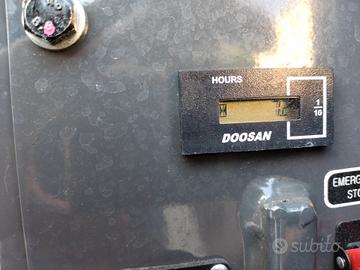 HOURS
1
10
DOOSAN
EMERG
STO
subito